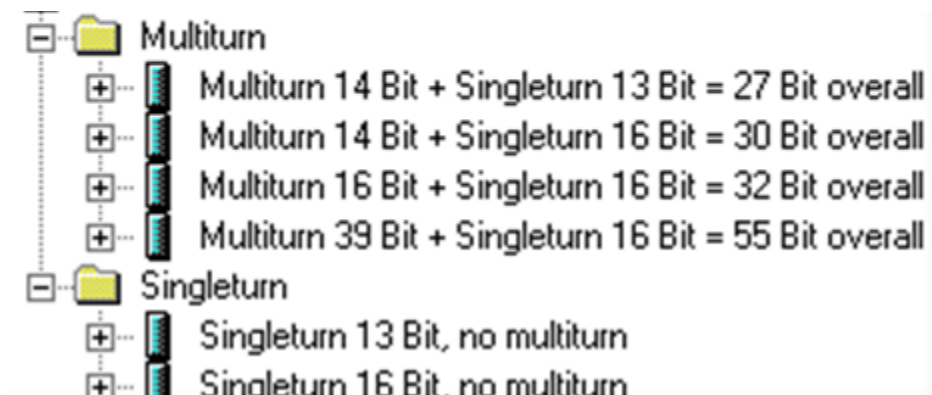 Multiturn
Multiturn 14 Bit + Singleturn 13 Bit = 27 Bit overall
Multiturn 14 Bit + Singleturn 16 Bit = 30 Bit overall
Multiturn 16 Bit + Singleturn 16 Bit = 32 Bit overall
Multiturn 39 Bit + Singleturn 16 Bit = 55 Bit overall
Singleturn
Singleturn 13 Bit, no multiturn
Singleturn 16 Bit, no multiturn